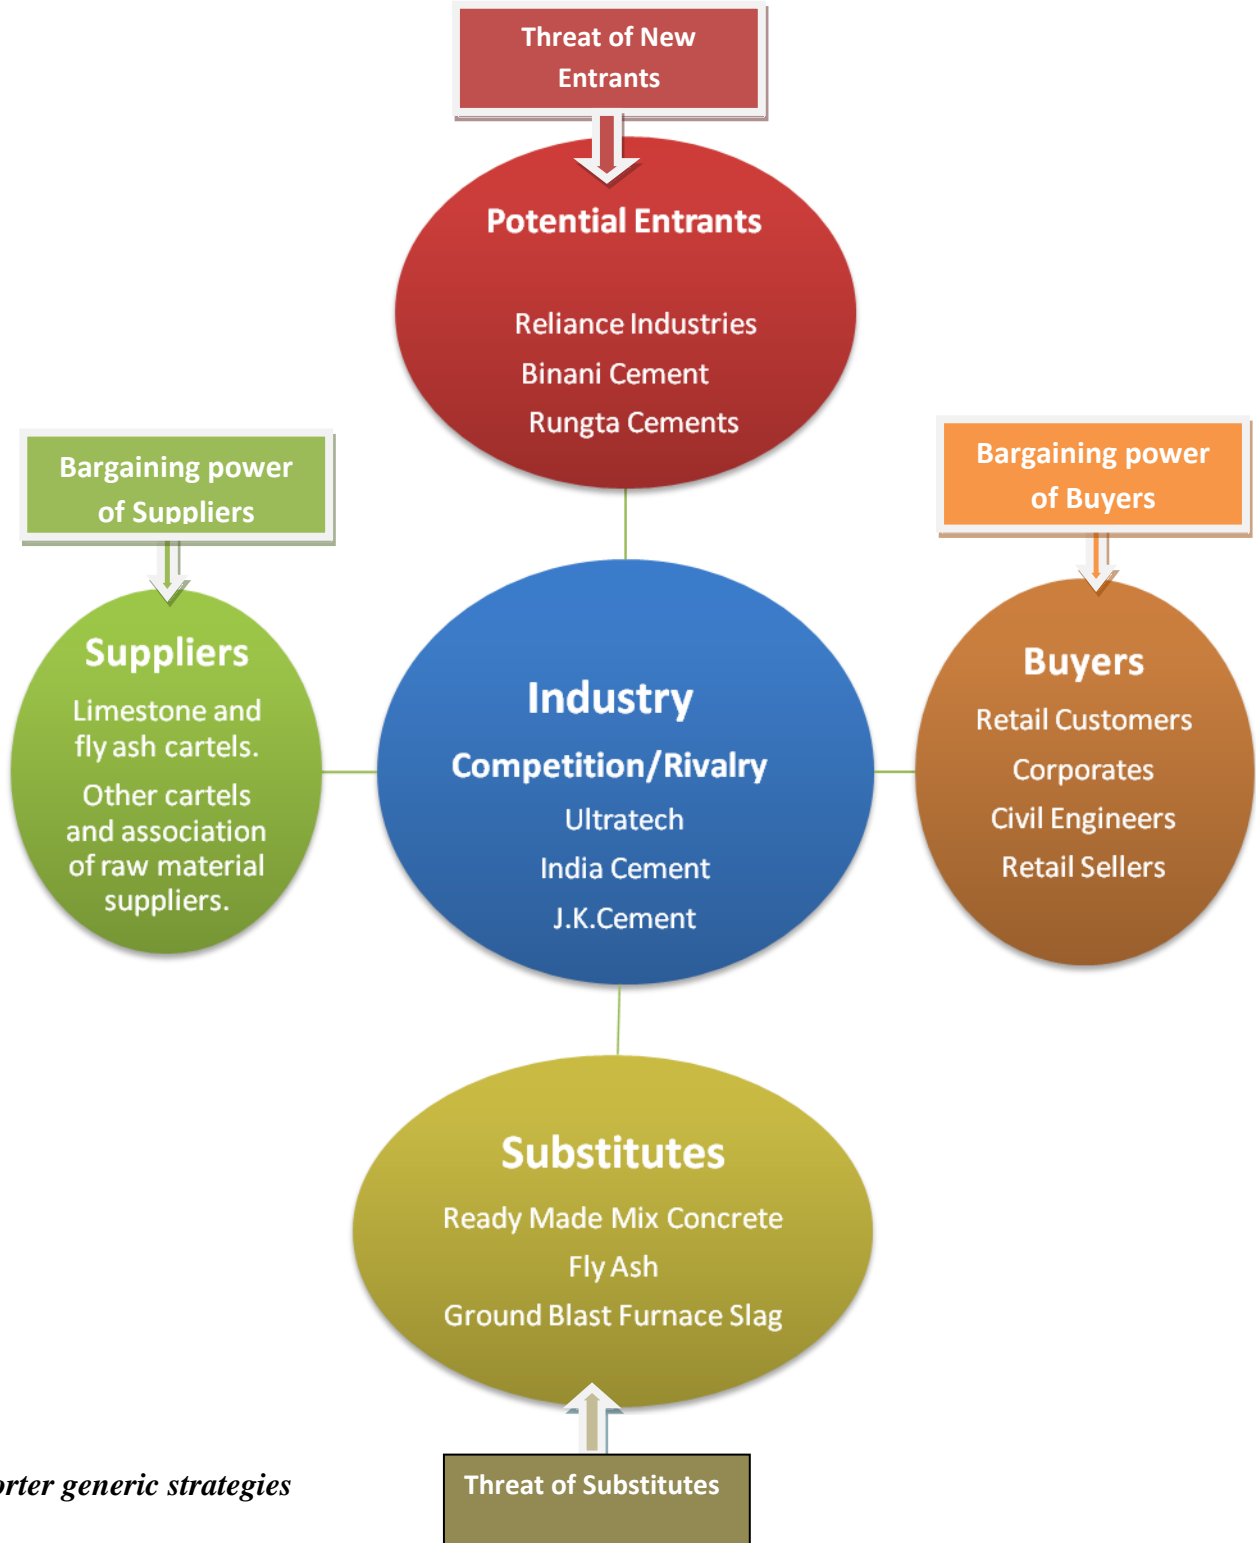 Threat of New
Entrants
Potential Entrants
Reliance Industries
Binani Cement
Rungta Cements
Bargaining power
of Suppliers
Bargaining power
of Buyers
Suppliers
Limestone and
fly ash cartels.
Other cartels
and association
of raw material
suppliers.
Industry
Competition/Rivalry
Ultratech
India Cement
J.K.Cement
Buyers
Retail Customers
Corporates
Civil Engineers
Retail Sellers
Substitutes
Ready Made Mix Concrete
Fly Ash
Ground Blast Furnace Slag
orter generic strategies
Threat of Substitutes